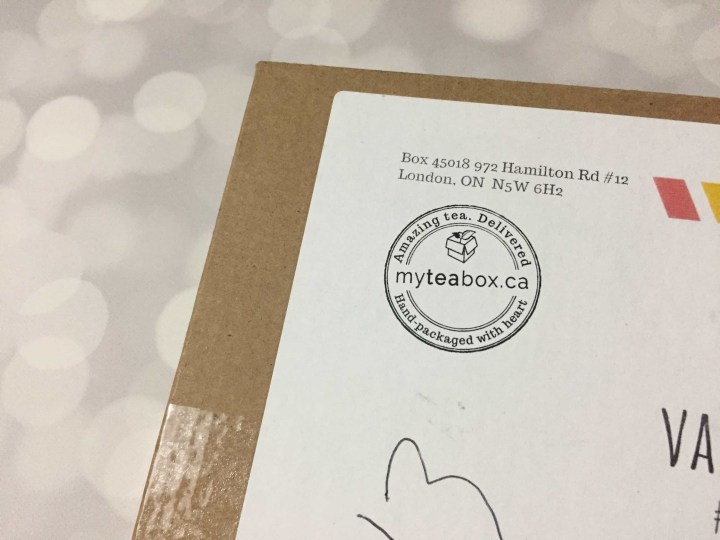 Box 45018 972 Hamilton Rd #12
London, ON N5W 6H2
Amazing tea. Delivered
myteabox.ca
Hand-packaged with heart
VA
#